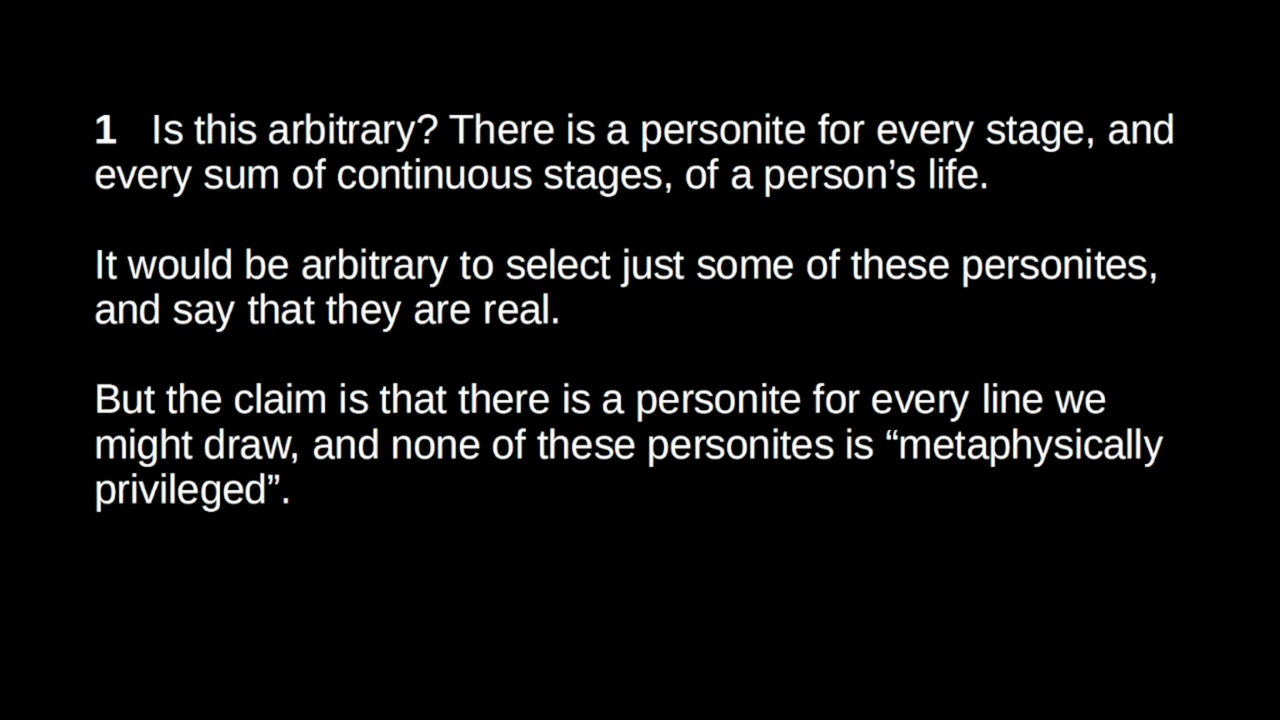 1 Is this arbitrary? There is a personite for every stage, and
every sum of continuous stages, of a person’s life.
It would be arbitrary to select just some of these personites,
and say that they are real.
But the claim is that there is a personite for every line we
might draw, and none of these personites is “metaphysically
privileged”.